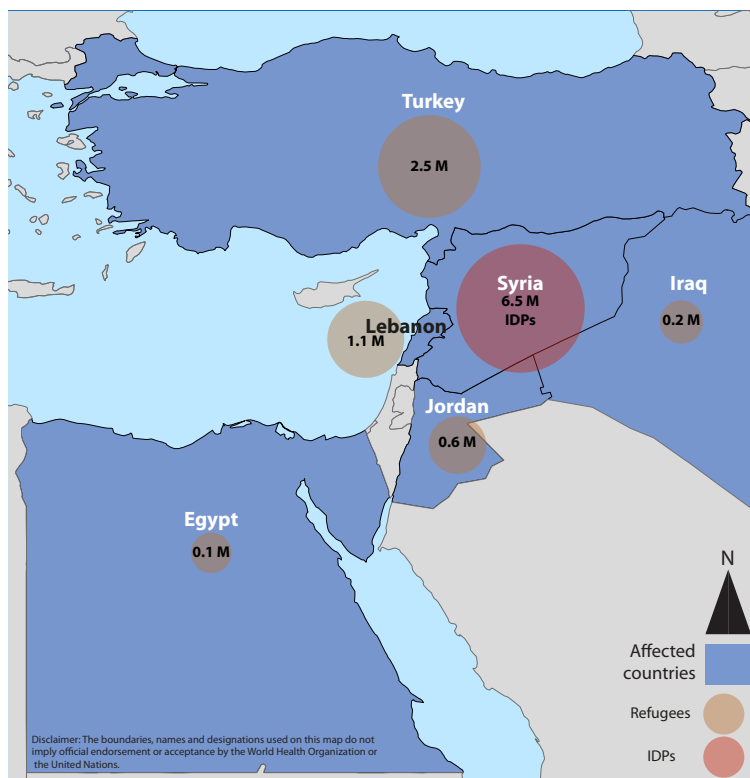 Turkey
2.5 M
Syria
6.5 M
IDPs
Iraq
0.2 M
Lebanon
1.1 M
Jordan
0.6 M
Egypt
0.1 M
N
Affected
countries
Refugees
IDPs
Disclaimer: The boundaries, names and designations used on this map do not
imply official endorsement or acceptance by the World Health Organization or
the United Nations.